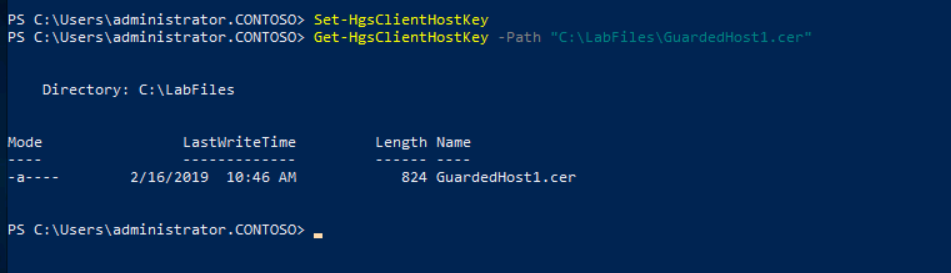 PS C:\Users\administrator.CONTOSO> Set-HgsClientHostKey
PS C:\Users\administrator.CONTOSO> Get-HgsClientHostKey -Path "C:\LabFiles\GuardedHost1.cer"
Directory: C:\LabFiles
Mode LastWriteTime Length Name
---- ------------- ------ ----
-a---- 2/16/2019 10:46 AM 824 GuardedHost1.cer
PS C:\Users\administrator.CONTOSO>